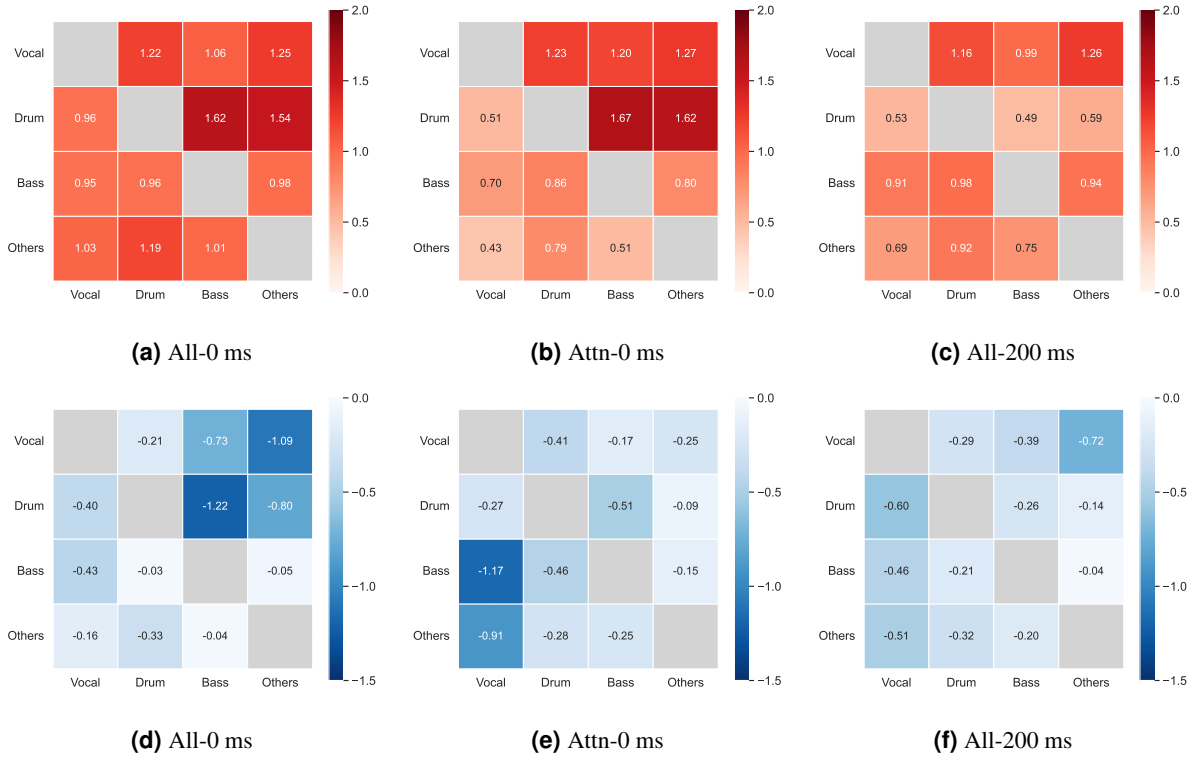 2.0 2.0 2.0
Vocal 1.22 1.06 1.25 Vocal 1.23 1.20 1.27 Vocal 1.16 0.99 1.26
1.5 1.5 1.5
Drum 0.96 1.62 1.54 Drum 0.51 1.67 1.62 Drum 0.53 0.49 0.59
1.0 1.0 1.0
Bass 0.95 0.96 0.98 Bass 0.70 0.86 0.80 Bass 0.91 0.98 0.94
0.5 0.5 0.5
Others 1.03 1.19 1.01 Others 0.43 0.79 0.51 Others 0.69 0.92 0.75
0.0 0.0 0.0
Vocal Drum Bass Others Vocal Drum Bass Others Vocal Drum Bass Others
(a) All-0 ms (b) Attn-0 ms (c) All-200 ms
0.0 0.0 0.0
Vocal -0.21 -0.73 -1.09 Vocal -0.41 -0.17 -0.25 Vocal -0.29 -0.39 -0.72
−0.5 −0.5 −0.5
Drum -0.40 -1.22 -0.80 Drum -0.27 -0.51 -0.09 Drum -0.60 -0.26 -0.14
Bass -0.43 -0.03 -0.05 Bass -1.17 -0.46 -0.15 Bass -0.46 -0.21 -0.04
−1.0 −1.0 −1.0
Others -0.16 -0.33 -0.04 Others -0.91 -0.28 -0.25 Others -0.51 -0.32 -0.20
−1.5 −1.5 −1.5
Vocal Drum Bass Others Vocal Drum Bass Others Vocal Drum Bass Others
(d) All-0 ms (e) Attn-0 ms (f) All-200 ms